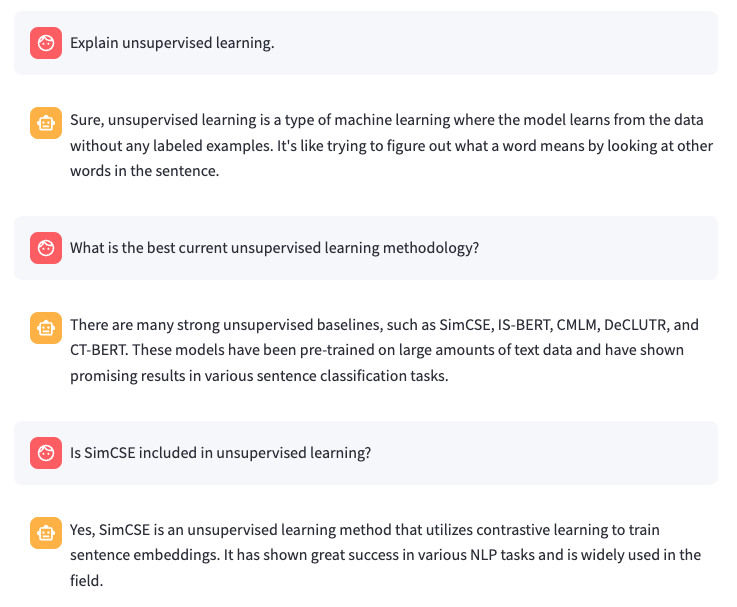 Explain unsupervised learning.
Sure, unsupervised learning is a type of machine learning where the model learns from the data
without any labeled examples. It's like trying to figure out what a word means by looking at other
words in the sentence.
What is the best current unsupervised learning methodology?
There are many strong unsupervised baselines, such as SimCSE, IS-BERT, CMLM, DeCLUTR, and
CT-BERT. These models have been pre-trained on large amounts of text data and have shown
promising results in various sentence classification tasks.
Is SimCSE included in unsupervised learning?
Yes, SimCSE is an unsupervised learning method that utilizes contrastive learning to train
sentence embeddings. It has shown great success in various NLP tasks and is widely used in the
field.